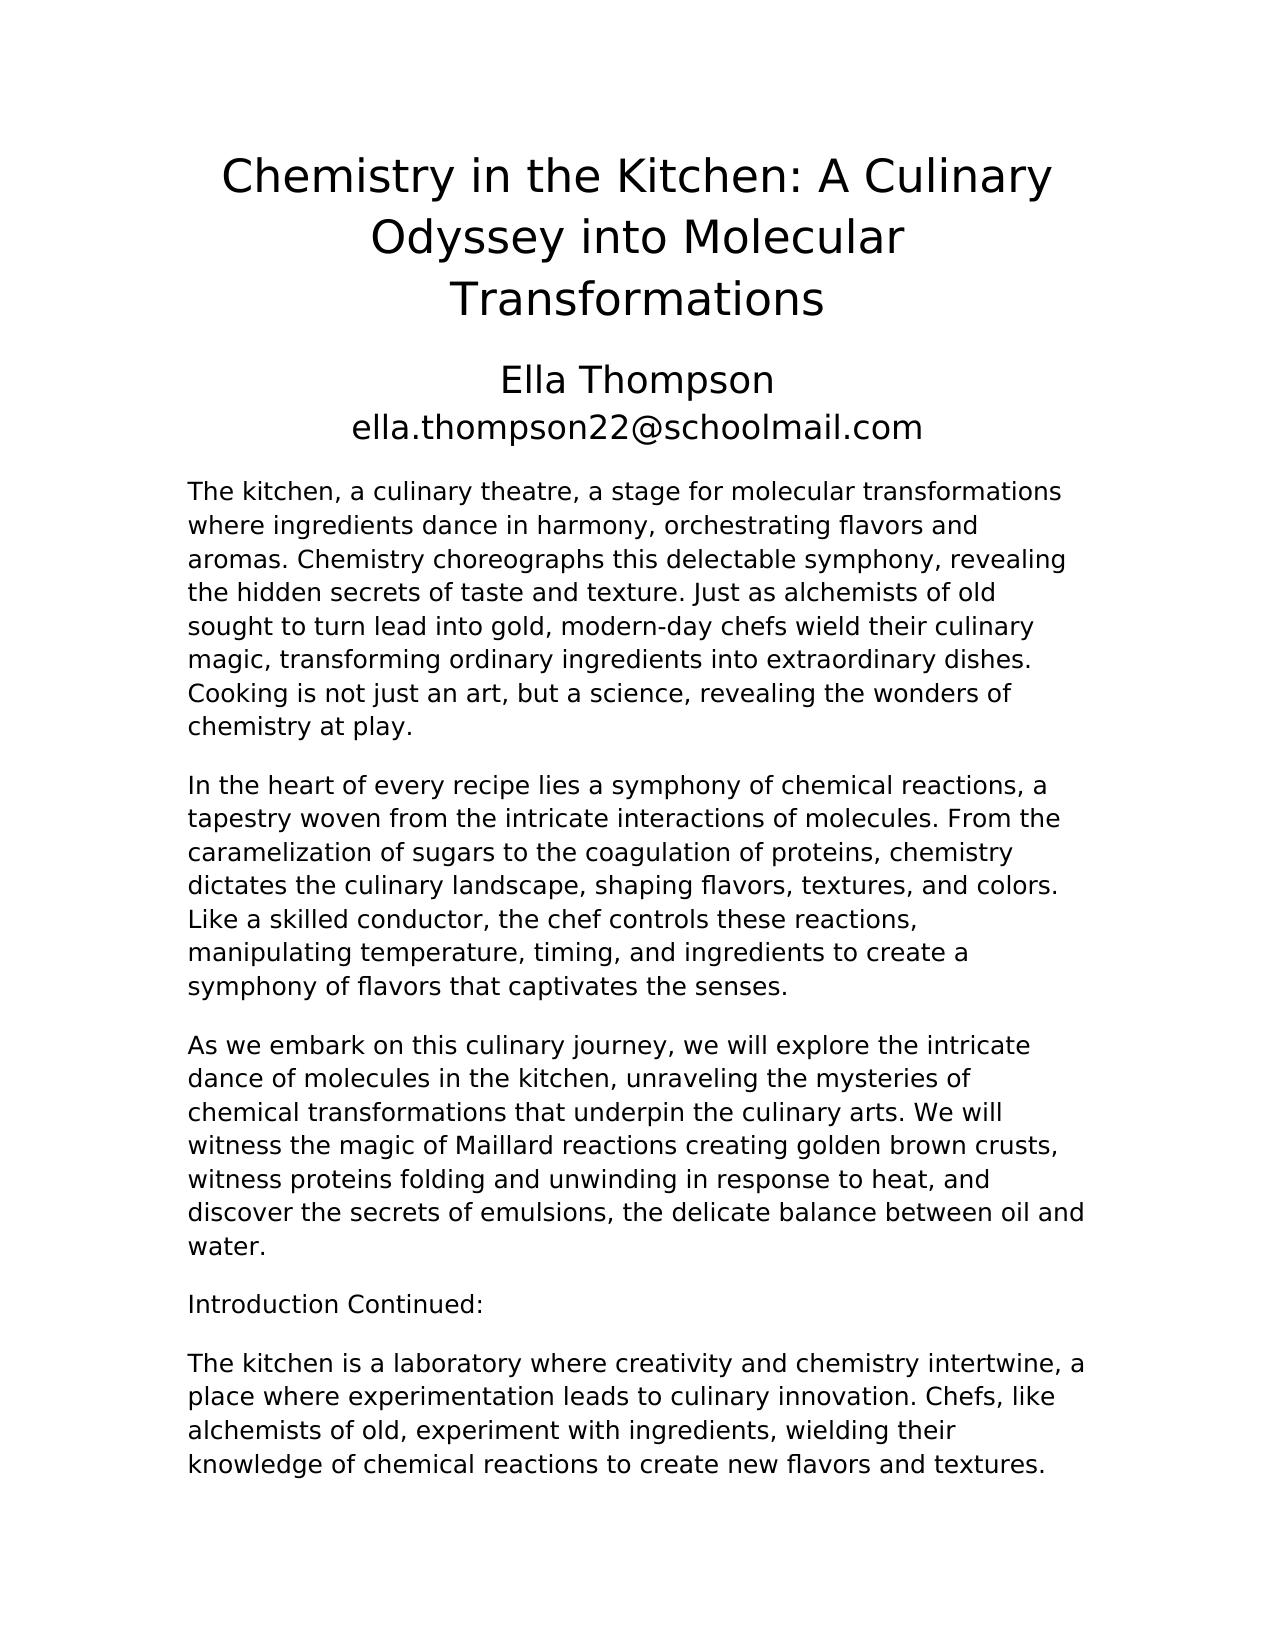 Chemistry in the Kitchen: A Culinary
Odyssey into Molecular
Transformations
Ella Thompson
ella.thompson22@schoolmail.com
The kitchen, a culinary theatre, a stage for molecular transformations
where ingredients dance in harmony, orchestrating flavors and
aromas. Chemistry choreographs this delectable symphony, revealing
the hidden secrets of taste and texture. Just as alchemists of old
sought to turn lead into gold, modern-day chefs wield their culinary
magic, transforming ordinary ingredients into extraordinary dishes.
Cooking is not just an art, but a science, revealing the wonders of
chemistry at play.
In the heart of every recipe lies a symphony of chemical reactions, a
tapestry woven from the intricate interactions of molecules. From the
caramelization of sugars to the coagulation of proteins, chemistry
dictates the culinary landscape, shaping flavors, textures, and colors.
Like a skilled conductor, the chef controls these reactions,
manipulating temperature, timing, and ingredients to create a
symphony of flavors that captivates the senses.
As we embark on this culinary journey, we will explore the intricate
dance of molecules in the kitchen, unraveling the mysteries of
chemical transformations that underpin the culinary arts. We will
witness the magic of Maillard reactions creating golden brown crusts,
witness proteins folding and unwinding in response to heat, and
discover the secrets of emulsions, the delicate balance between oil and
water.
Introduction Continued:
The kitchen is a laboratory where creativity and chemistry intertwine, a
place where experimentation leads to culinary innovation. Chefs, like
alchemists of old, experiment with ingredients, wielding their
knowledge of chemical reactions to create new flavors and textures.